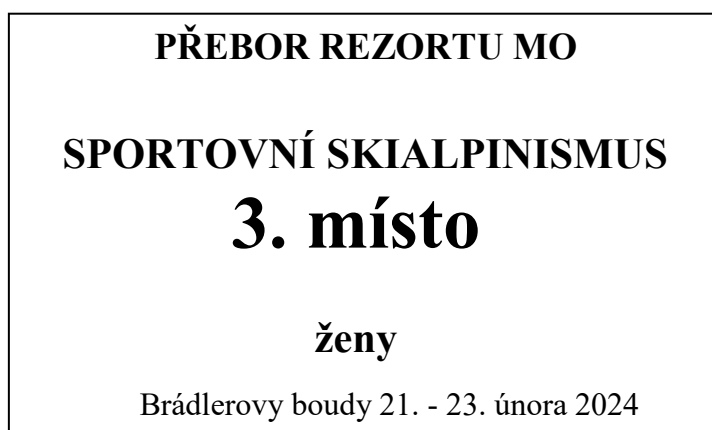 PŘEBOR REZORTU MO
SPORTOVNÍ SKIALPINISMUS
3. místo
ženy
Brádlerovy boudy 21. - 23. února 2024